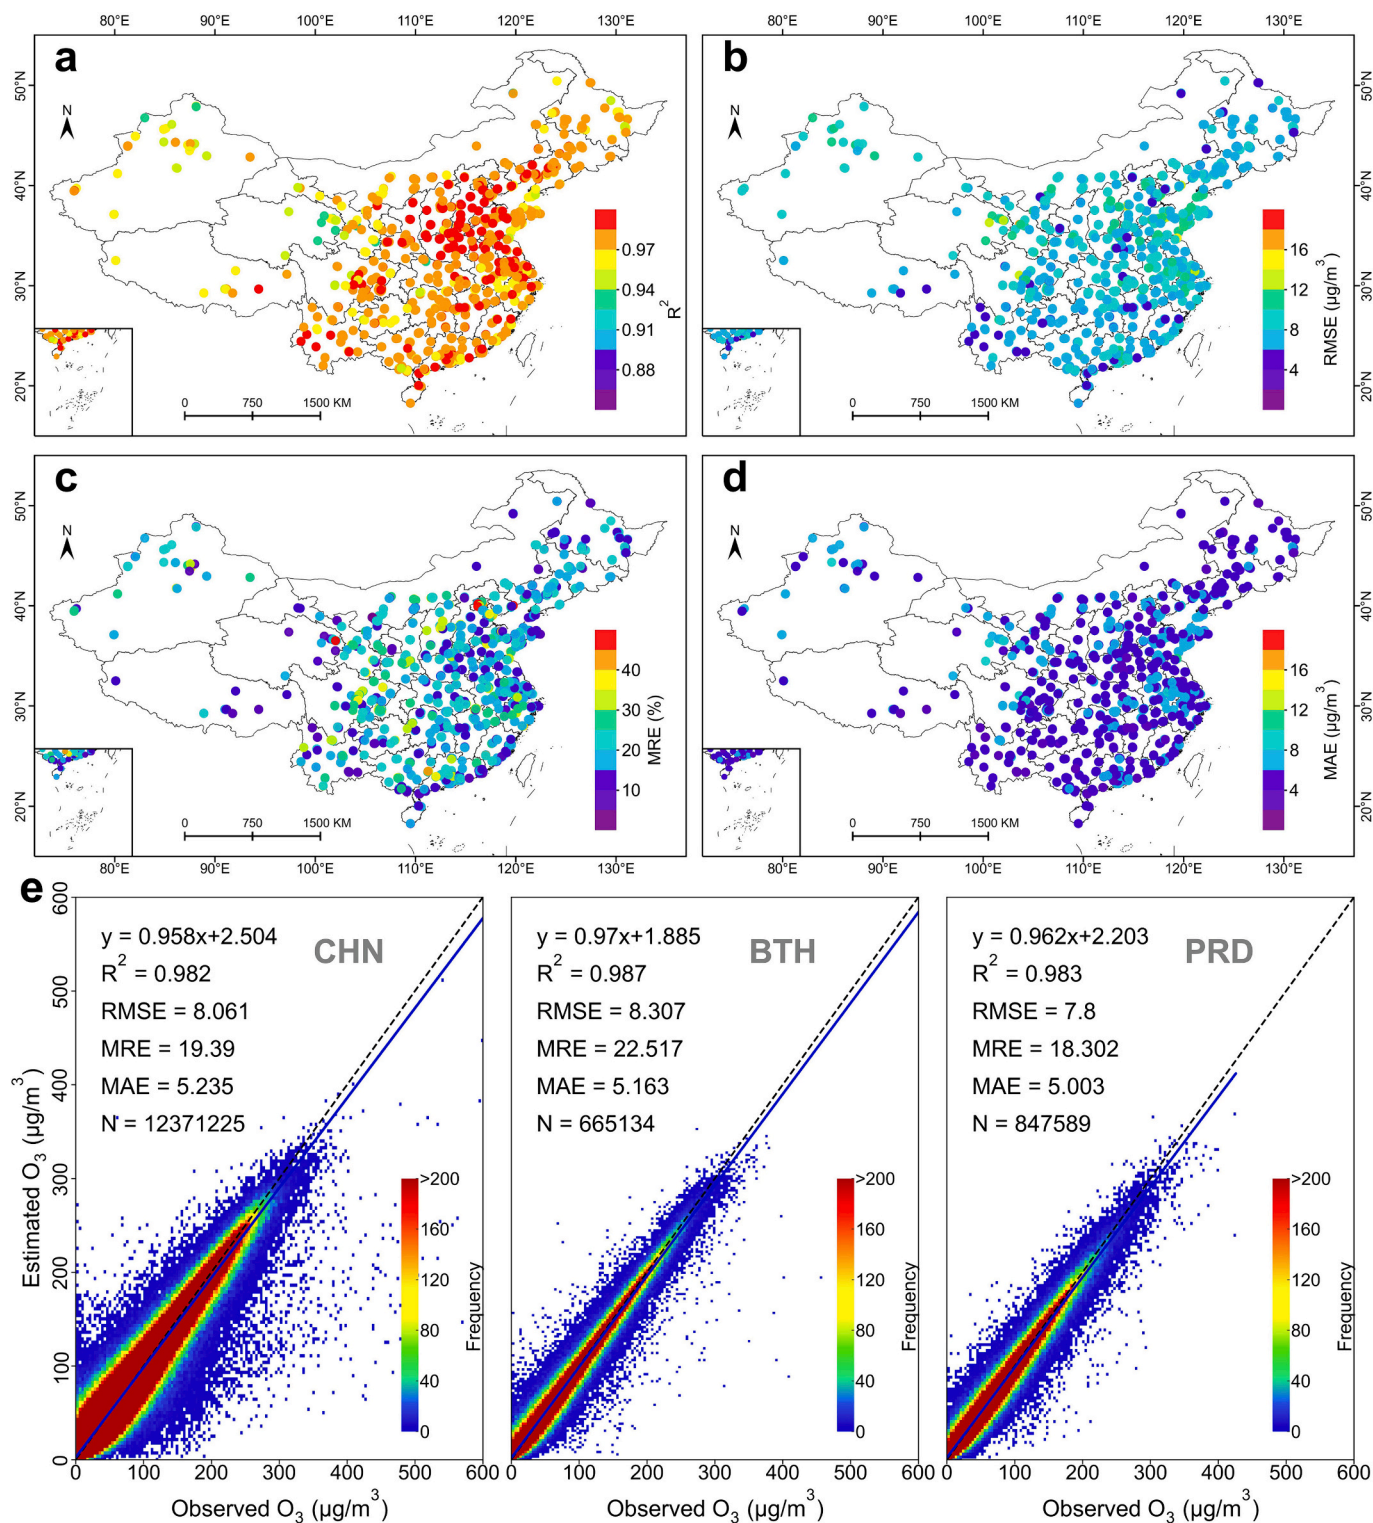 80°E 90°E 100°E 110°E 120°E 130°E 80°E 90°E 100°E 110°E 120°E 130°E
a
b
50°N
40°N
30°N
20°N
50°N
40°N
30°N
20°N
N
N
0.97
0.94
0.91
0.88
R²
16
12
8
4
RMSE (µg/m³)
0 750 1500 KM
0 750 1500 KM
c
d
50°N
40°N
30°N
20°N
50°N
40°N
30°N
20°N
N
N
40
30
20
10
MRE (%)
16
12
8
4
MAE (µg/m³)
0 750 1500 KM
0 750 1500 KM
80°E 90°E 100°E 110°E 120°E 130°E 80°E 90°E 100°E 110°E 120°E 130°E
e
Estimated O₃ (µg/m³)
600
500
400
300
200
100
0
y = 0.958x+2.504
R² = 0.982
RMSE = 8.061
MRE = 19.39
MAE = 5.235
N = 12371225
CHN
>200
160
120
80
40
0
Frequency
0 100 200 300 400 500 600
Observed O₃ (µg/m³)
y = 0.97x+1.885
R² = 0.987
RMSE = 8.307
MRE = 22.517
MAE = 5.163
N = 665134
BTH
>200
160
120
80
40
0
Frequency
0 100 200 300 400 500 600
Observed O₃ (µg/m³)
y = 0.962x+2.203
R² = 0.983
RMSE = 7.8
MRE = 18.302
MAE = 5.003
N = 847589
PRD
>200
160
120
80
40
0
Frequency
0 100 200 300 400 500 600
Observed O₃ (µg/m³)